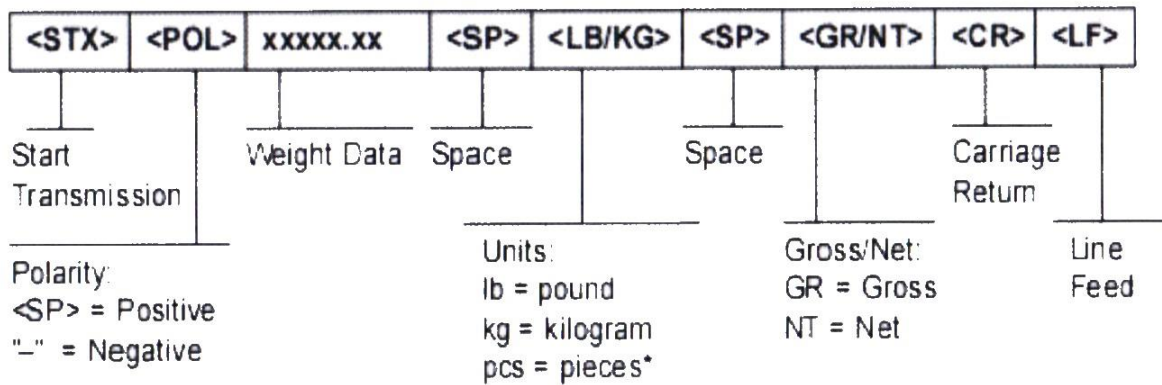 <STX> <POL> xxxxx.xx <SP> <LB/KG> <SP> <GR/NT> <CR> <LF>
Start
Transmission
Polarity:
<SP> = Positive
"–" = Negative
Weight Data
Space
Units:
lb = pound
kg = kilogram
pcs = pieces*
Space
Gross/Net:
GR = Gross
NT = Net
Carriage
Return
Line
Feed